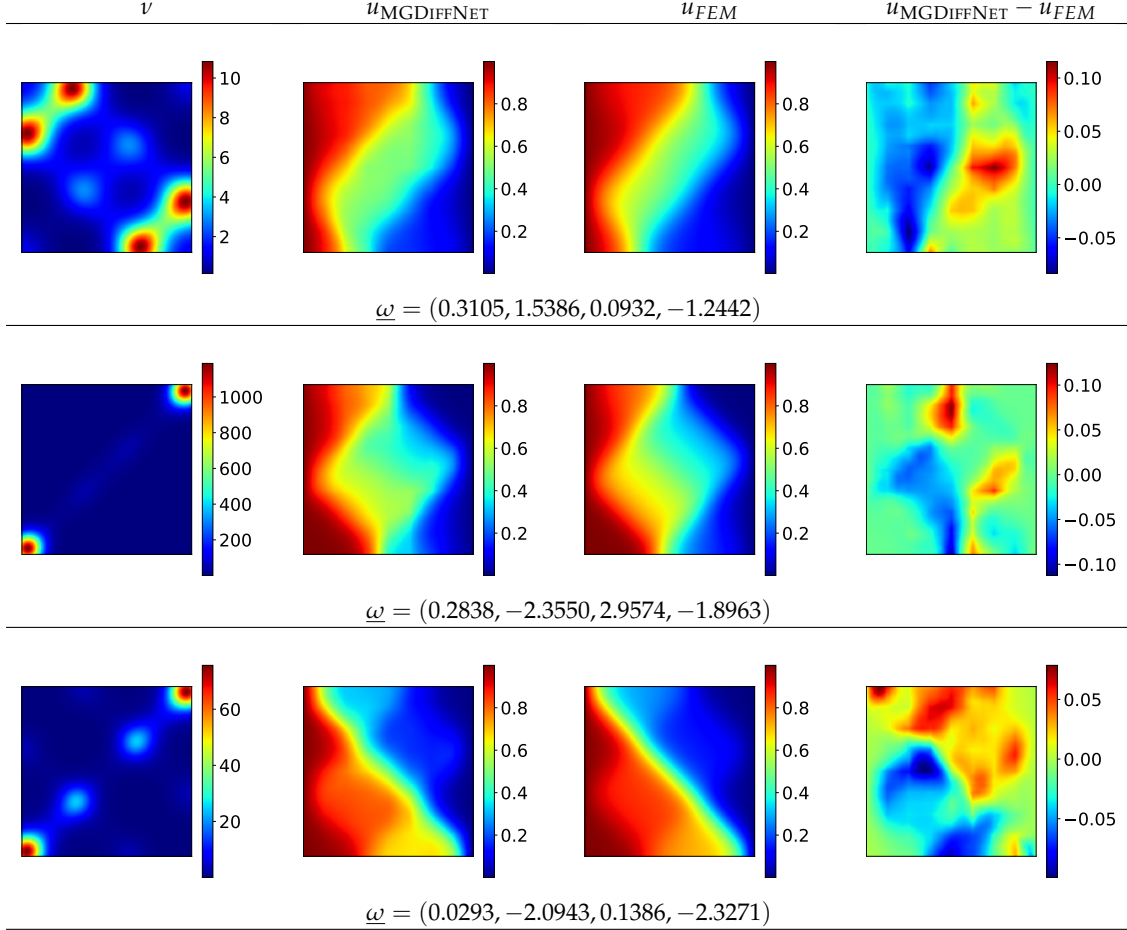 ν u_MGDIFFNET u_FEM u_MGDIFFNET − u_FEM
10 8 6 4 2
0.8 0.6 0.4 0.2
0.8 0.6 0.4 0.2
0.10 0.05 0.00 −0.05
ω = (0.3105, 1.5386, 0.0932, −1.2442)
1000 800 600 400 200
0.8 0.6 0.4 0.2
0.8 0.6 0.4 0.2
0.10 0.05 0.00 −0.05 −0.10
ω = (0.2838, −2.3550, 2.9574, −1.8963)
60 40 20
0.8 0.6 0.4 0.2
0.8 0.6 0.4 0.2
0.05 0.00 −0.05
ω = (0.0293, −2.0943, 0.1386, −2.3271)